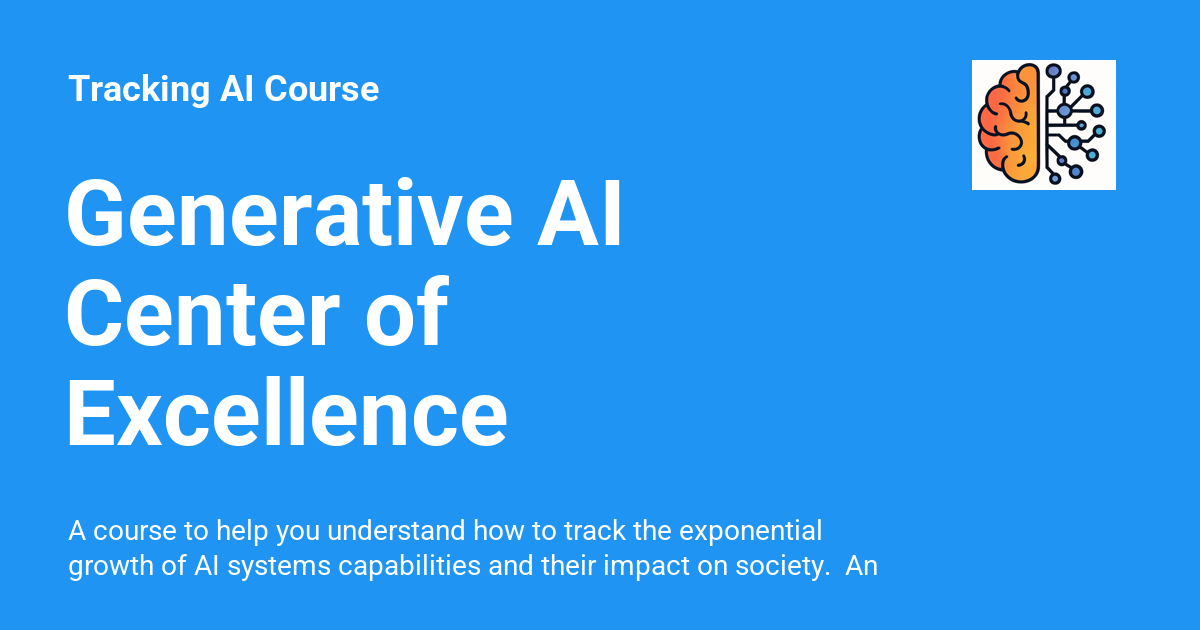 Tracking AI Course
Generative AI
Center of
Excellence
A course to help you understand how to track the exponential
growth of AI systems capabilities and their impact on society.  An